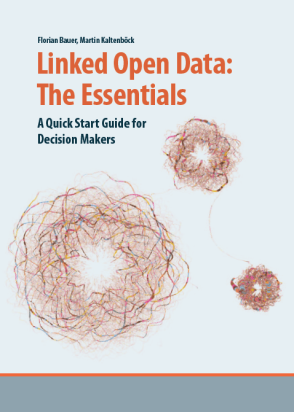 Florian Bauer, Martin Kaltenböck
Linked Open Data:
The Essentials
A Quick Start Guide for
Decision Makers